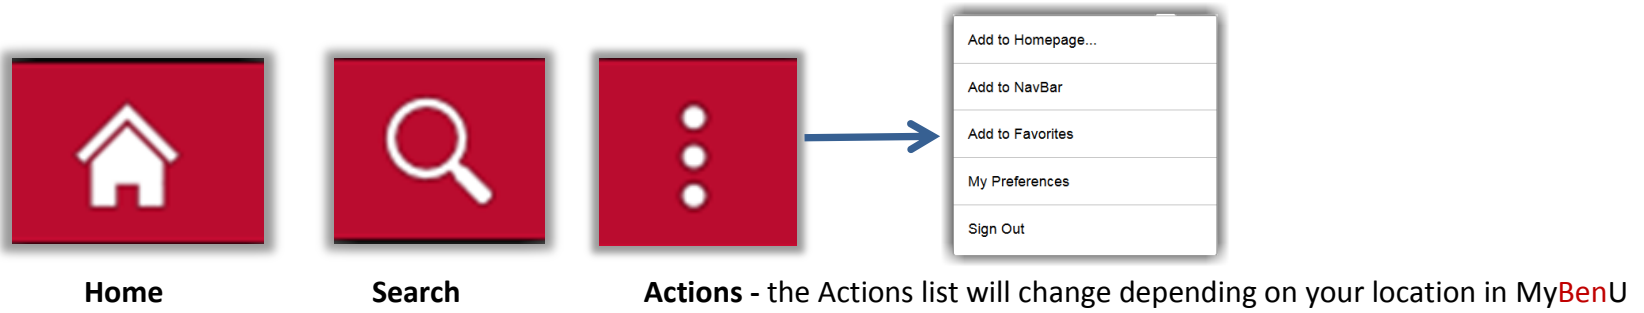 Add to Homepage...
Add to NavBar
Add to Favorites
My Preferences
Sign Out
Home
Search
Actions - the Actions list will change depending on your location in MyBenU